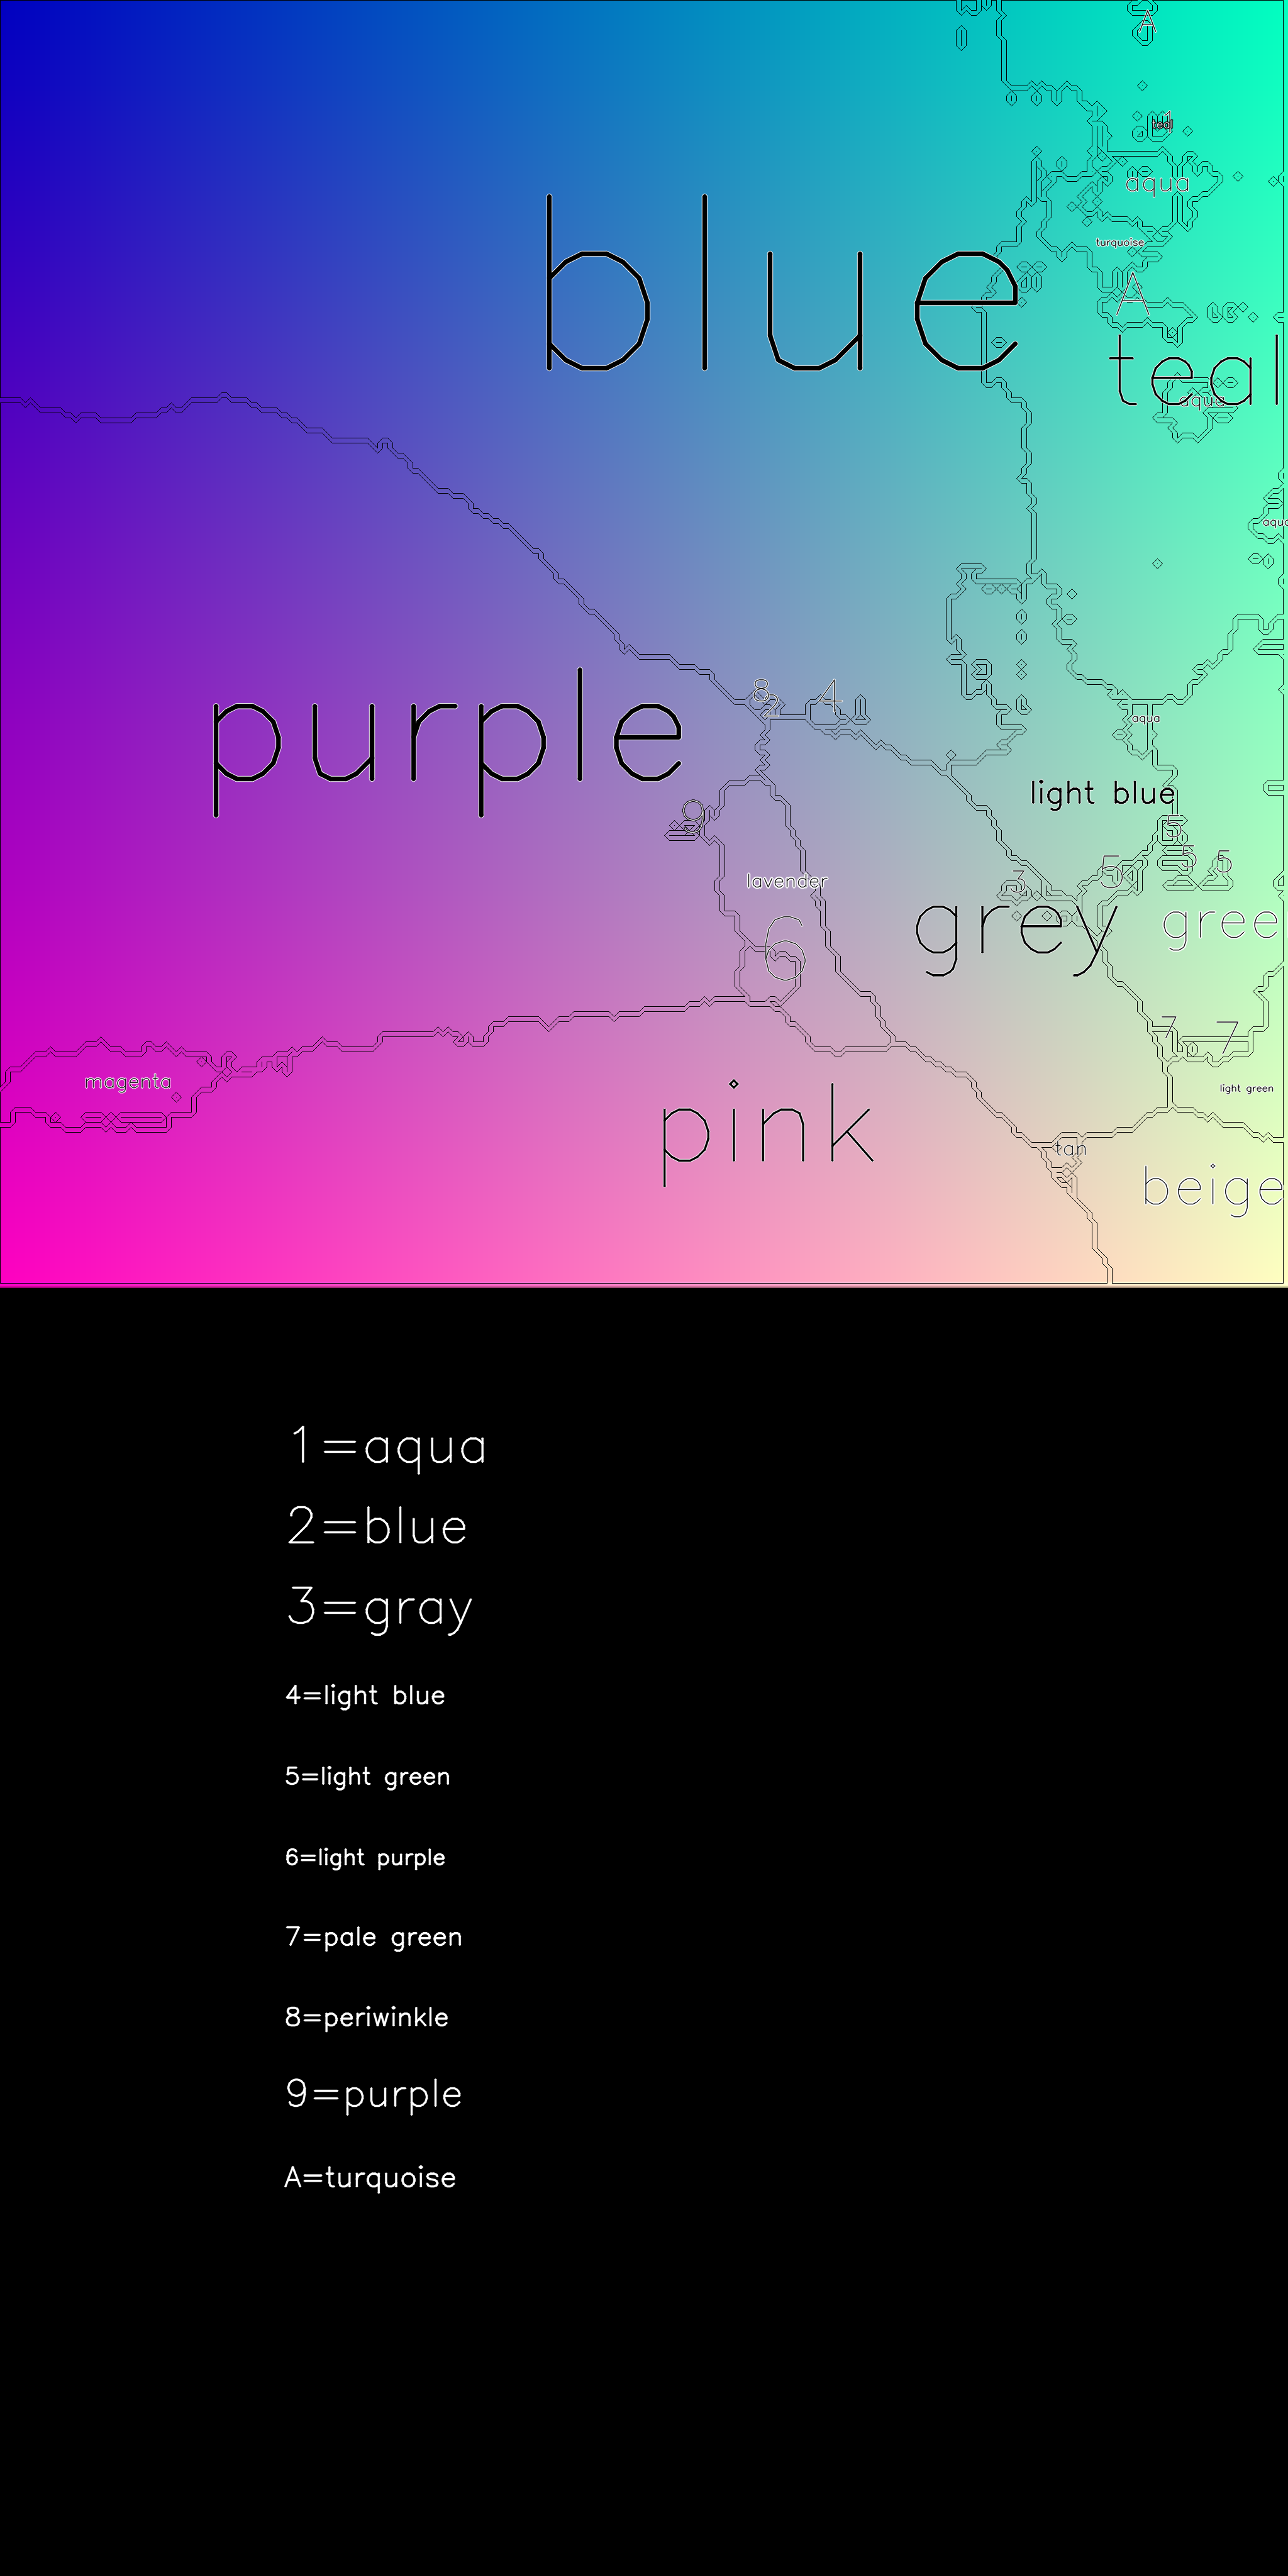 A
1
teal
aqua
turquoise
A
blue
teal
aqua
aqua
purple
8
2
4
aqua
light blue
9
5
5
5
5
lavender
3
grey
gree
6
7
7
magenta
light green
pink
tan
beige
1=aqua
2=blue
3=gray
4=light blue
5=light green
6=light purple
7=pale green
8=periwinkle
9=purple
A=turquoise